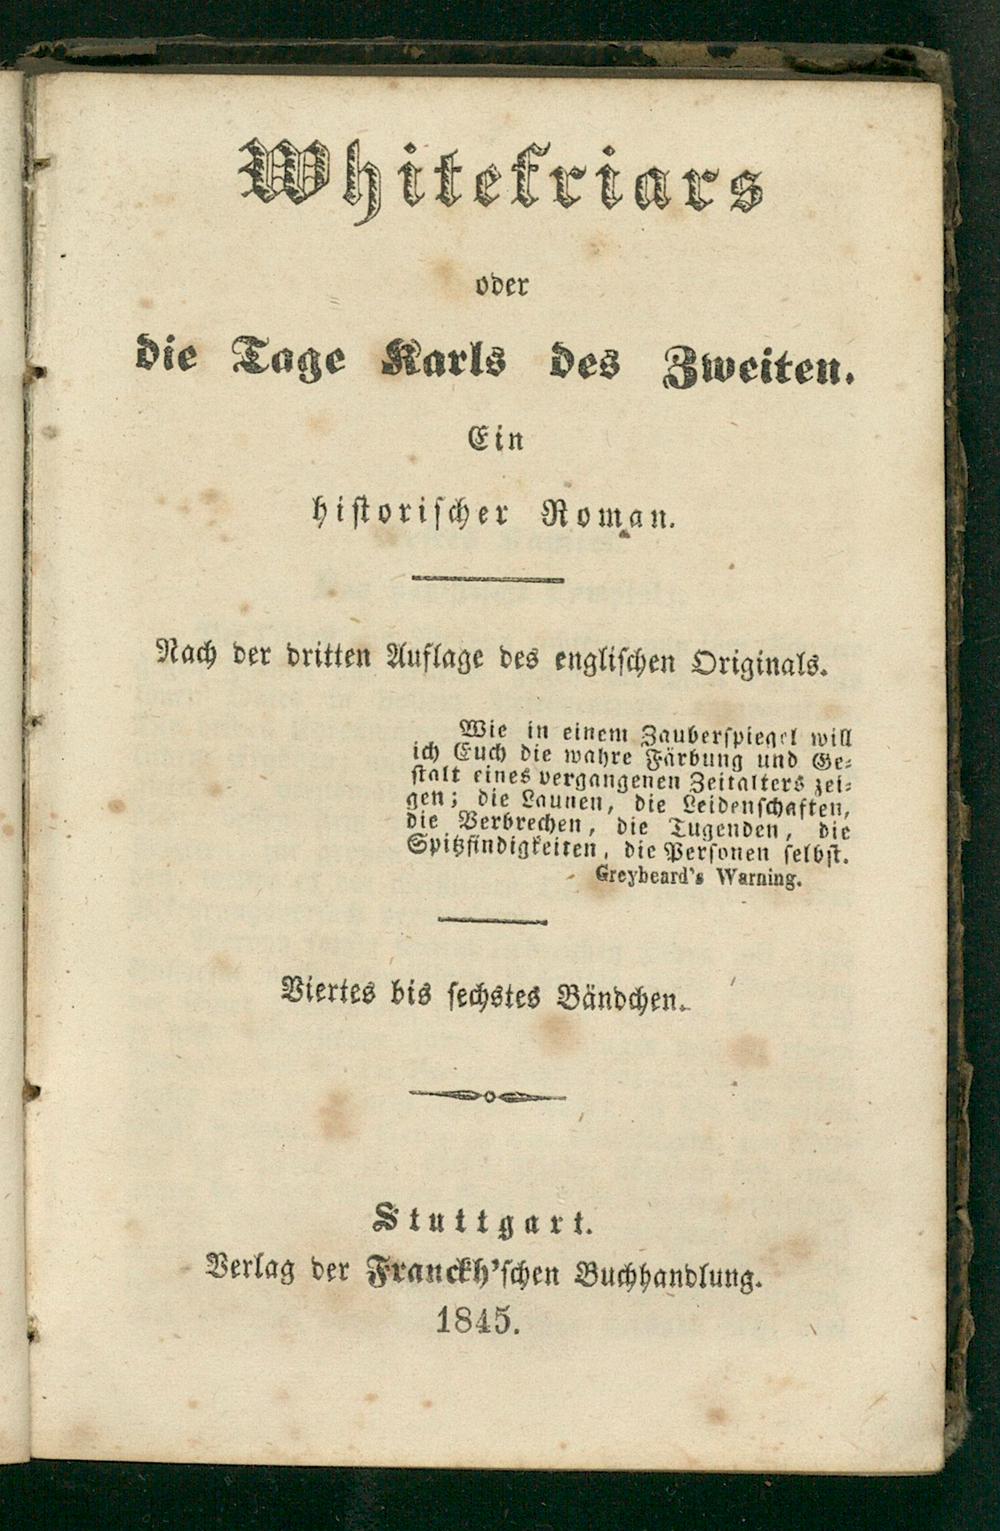 Whitefriars
oder
die Tage Karls des Zweiten.
Ein
historischer Roman.
Nach der dritten Auflage des englischen Originals.
Wie in einem Zauberspiegel will
ich Euch die wahre Färbung und Ge-
stalt eines vergangenen Zeitalters zei-
gen; die Launen, die Leidenschaften,
die Verbrechen, die Tugenden, die
Spitzfindigkeiten, die Personen selbst.
Greybeard's Warning.
Viertes bis sechstes Bändchen.
Stuttgart.
Verlag der Franckh'schen Buchhandlung.
1845.